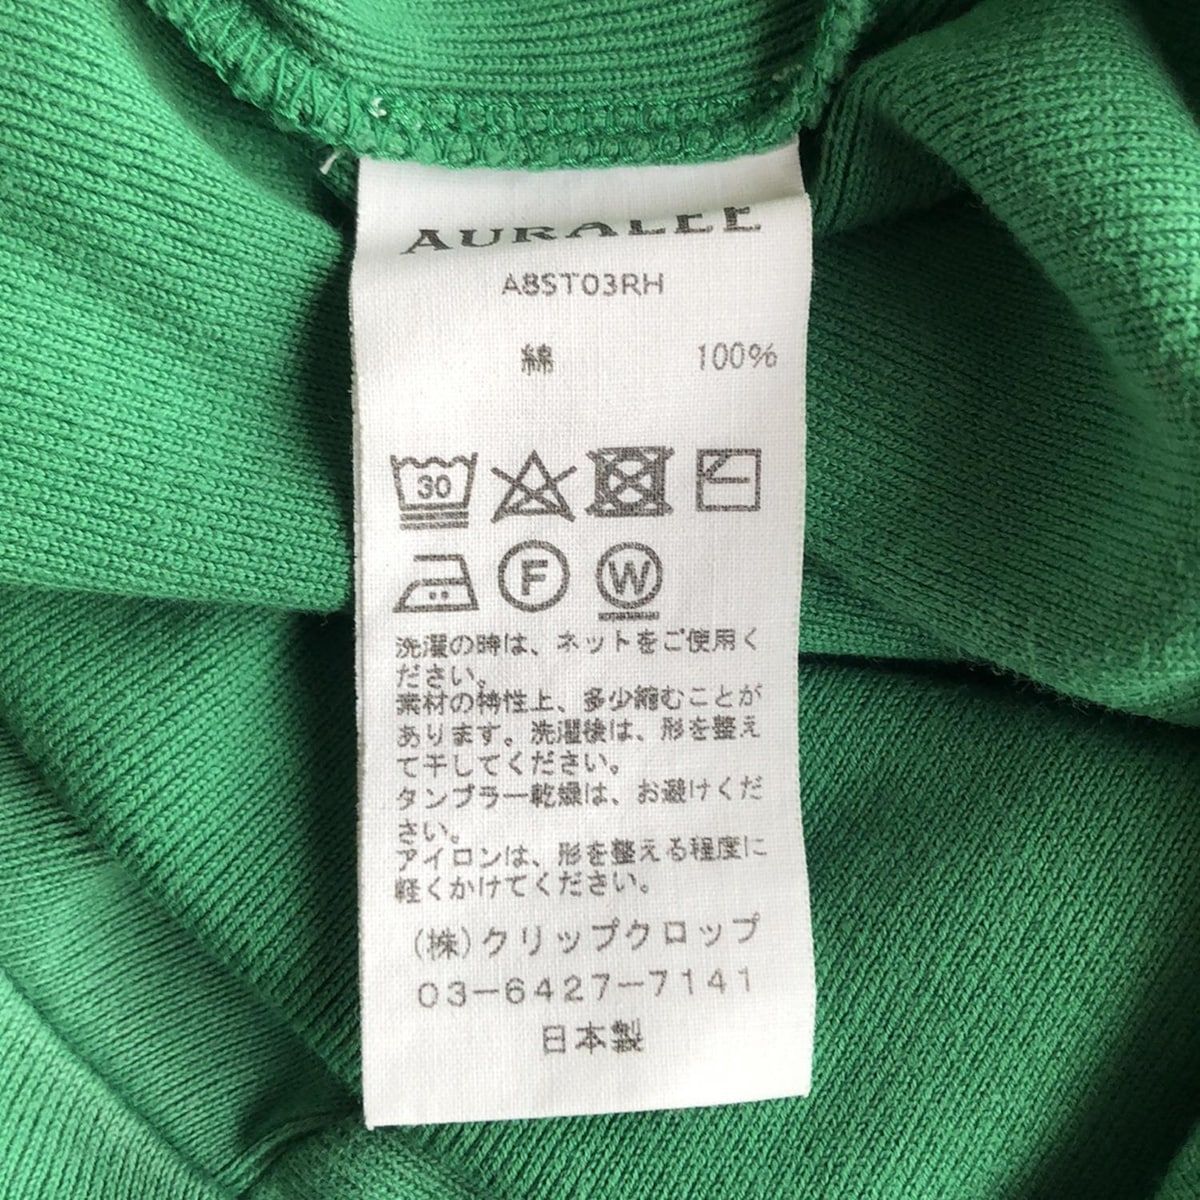 AURALEE
A8ST03RH
綿 100%
30
F W
洗濯の時は、ネットをご使用く
ださい。
素材の特性上、多少縮むことが
あります。洗濯後は、形を整え
て干してください。
タンブラー乾燥は、お避けくだ
さい。
アイロンは、形を整える程度に
軽くかけてください。
(株)クリップクロップ
03-6427-7141
日本製